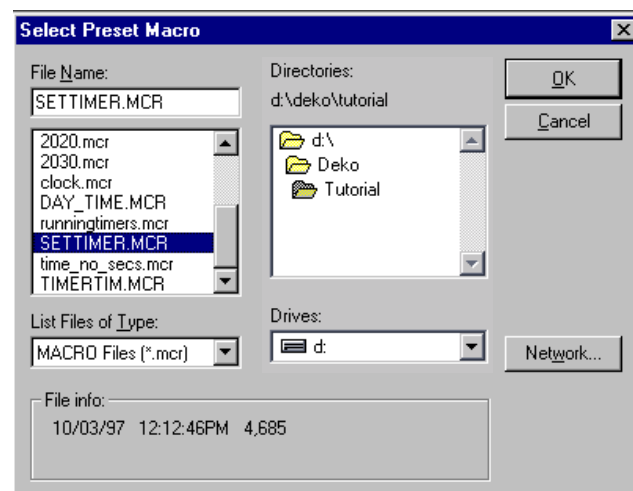 Select Preset Macro
File Name:
SETTIMER.MCR
2020.mcr
2030.mcr
clock.mcr
DAY_TIME.MCR
runningtimers.mcr
SETTIMER.MCR
time_no_secs.mcr
TIMERTIM.MCR
List Files of Type:
MACRO Files (*.mcr)
Directories:
d:\deko\tutorial
d:\
Deko
Tutorial
Drives:
d:
OK
Cancel
Network...
File info:
10/03/97 12:12:46PM 4,685